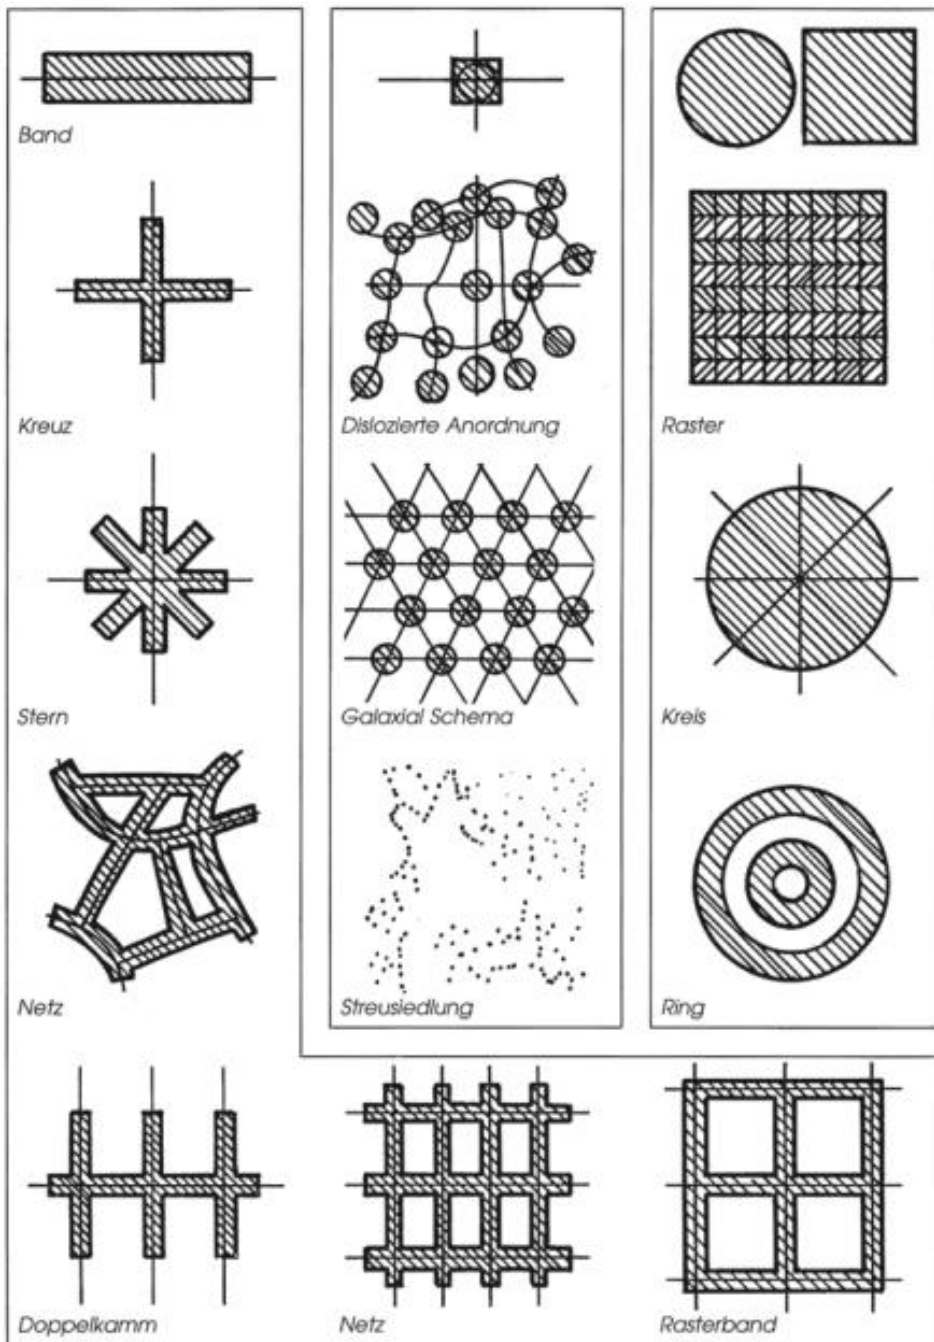 Band
Kreuz
Dislozierte Anordnung
Raster
Stern
Galaxial Schema
Kreis
Netz
Streusiedlung
Ring
Doppelkamm
Netz
Rasterband